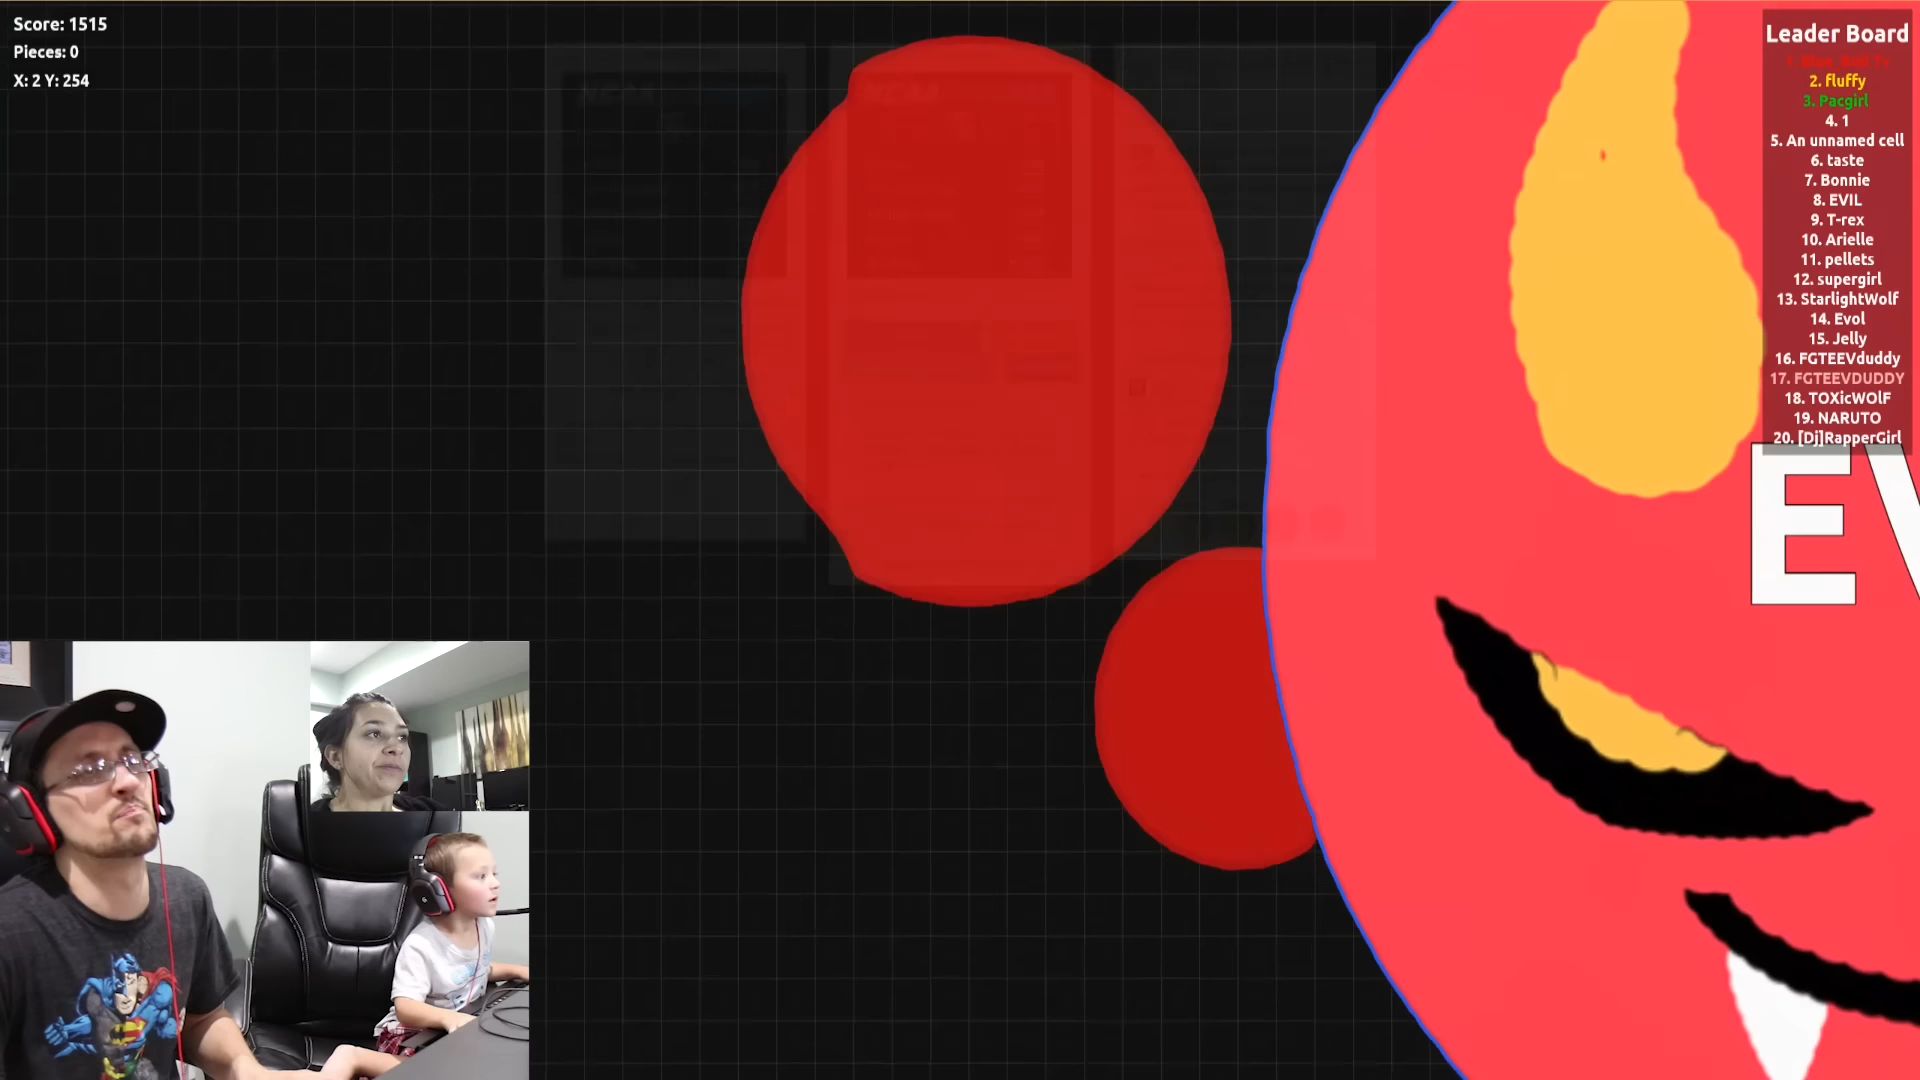 Score: 1515
Pieces: 0
X: 2 Y: 254
Leader Board
2. fluffy
3. Pacgirl
4. 1
5. An unnamed cell
6. taste
7. Bonnie
8. EVIL
9. T-rex
10. Arielle
11. pellets
12. supergirl
13. StarlightWolf
14. Evol
15. Jelly
16. FGTEEVduddy
17. FGTEEVDUDDY
18. TOXicWOlF
19. NARUTO
20. [Dj]RapperGirl
EV